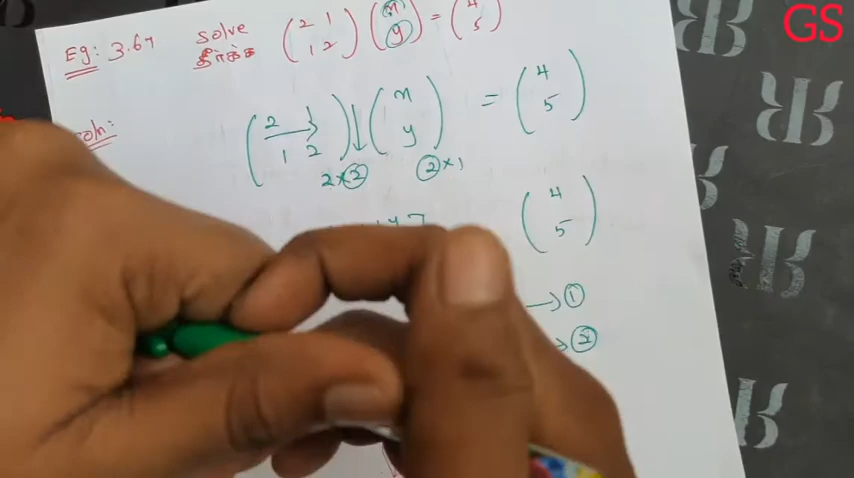 GS
Eg: 3.67 solve (2 1 1 2) (x y) = (4 5)
தீர்க்க
soln:
(2 1 1 2) (x y) = (4 5)
2×2 2×1
(4 5)
→ ①
→ ②